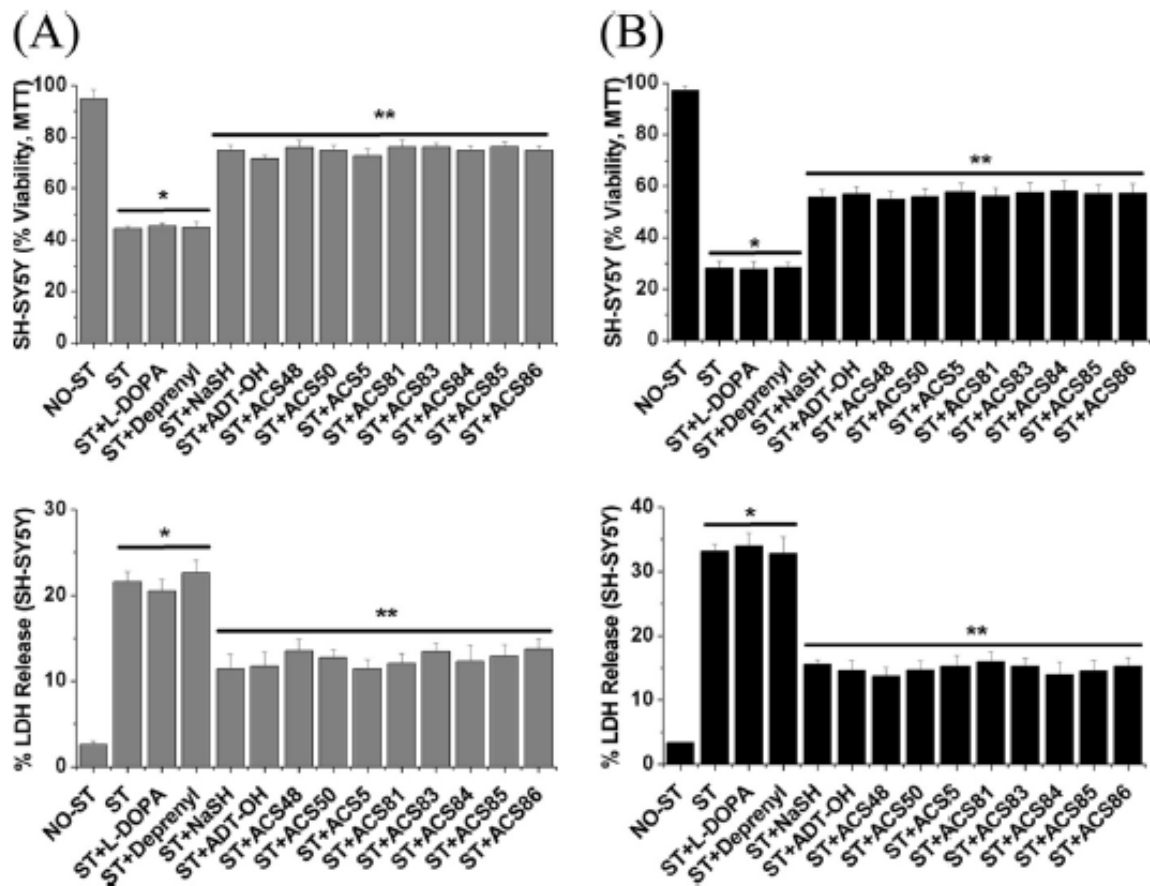 (A)
SH-SY5Y (% Viability, MTT)
100
80
60
40
20
0
*
**
NO-ST
ST
ST+L-DOPA
ST+Deprenyl
ST+NaSH
ST+ADT-OH
ST+ACS48
ST+ACS50
ST+ACS5
ST+ACS81
ST+ACS83
ST+ACS84
ST+ACS85
ST+ACS86
(B)
SH-SY5Y (% Viability, MTT)
100
80
60
40
20
0
*
**
NO-ST
ST
ST+L-DOPA
ST+Deprenyl
ST+NaSH
ST+ADT-OH
ST+ACS48
ST+ACS50
ST+ACS5
ST+ACS81
ST+ACS83
ST+ACS84
ST+ACS85
ST+ACS86
% LDH Release (SH-SY5Y)
30
20
10
0
*
**
NO-ST
ST
ST+L-DOPA
ST+Deprenyl
ST+NaSH
ST+ADT-OH
ST+ACS48
ST+ACS50
ST+ACS5
ST+ACS81
ST+ACS83
ST+ACS84
ST+ACS85
ST+ACS86
% LDH Release (SH-SY5Y)
40
30
20
10
0
*
**
NO-ST
ST
ST+L-DOPA
ST+Deprenyl
ST+NaSH
ST+ADT-OH
ST+ACS48
ST+ACS50
ST+ACS5
ST+ACS81
ST+ACS83
ST+ACS84
ST+ACS85
ST+ACS86